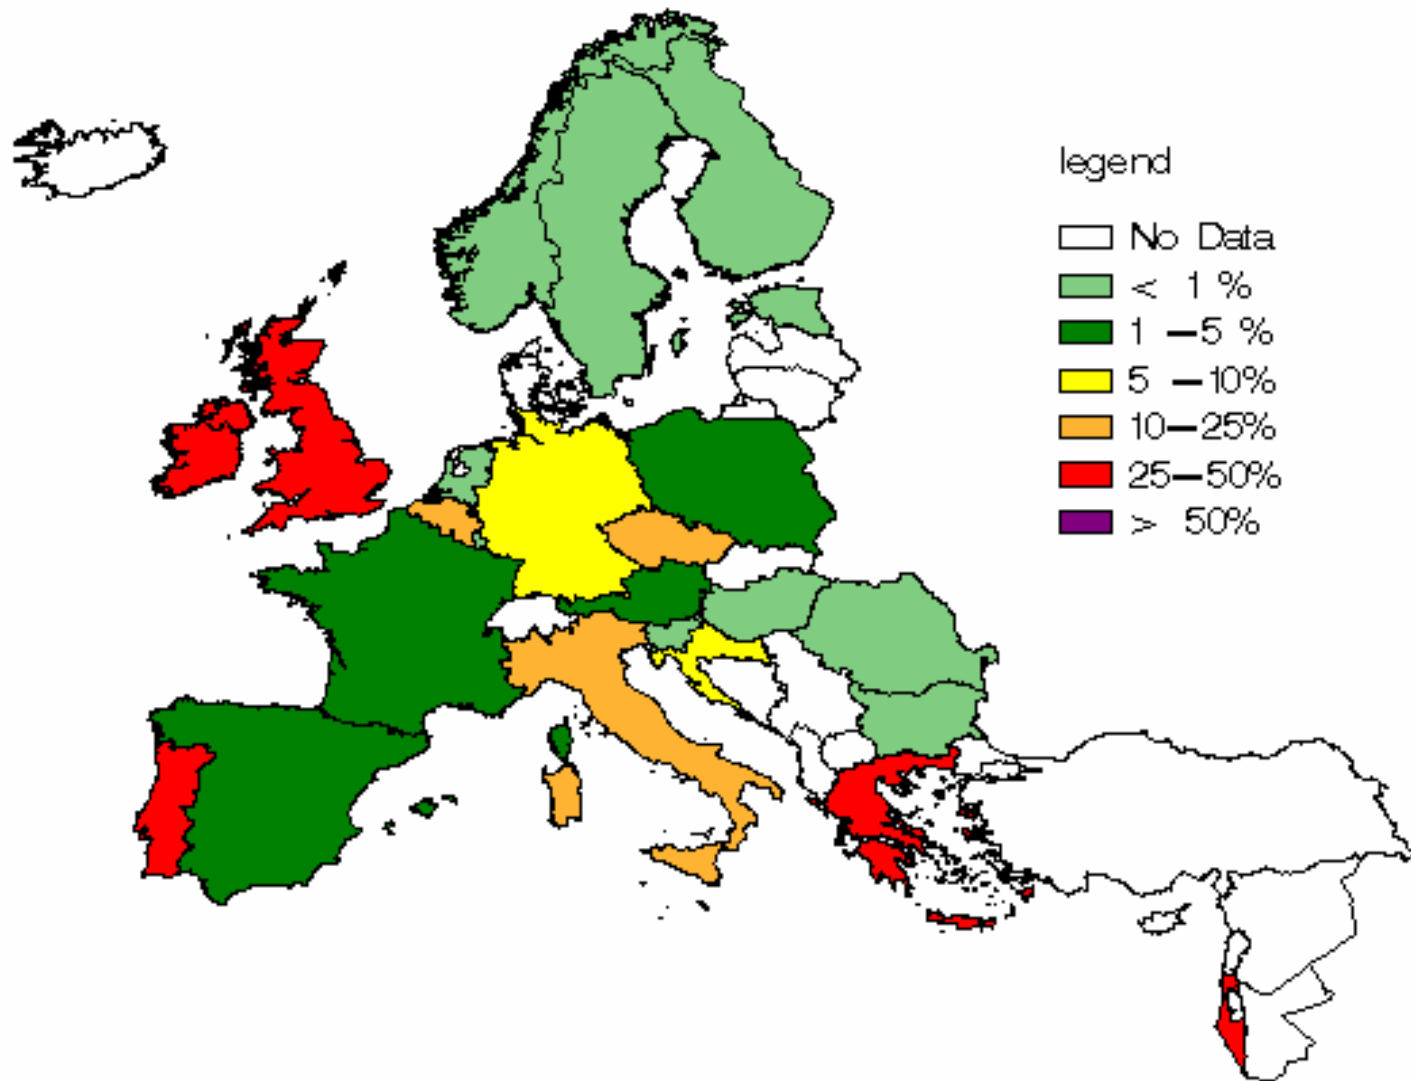 legend
No Data
< 1 %
1 –5 %
5 –10%
10–25%
25–50%
> 50%